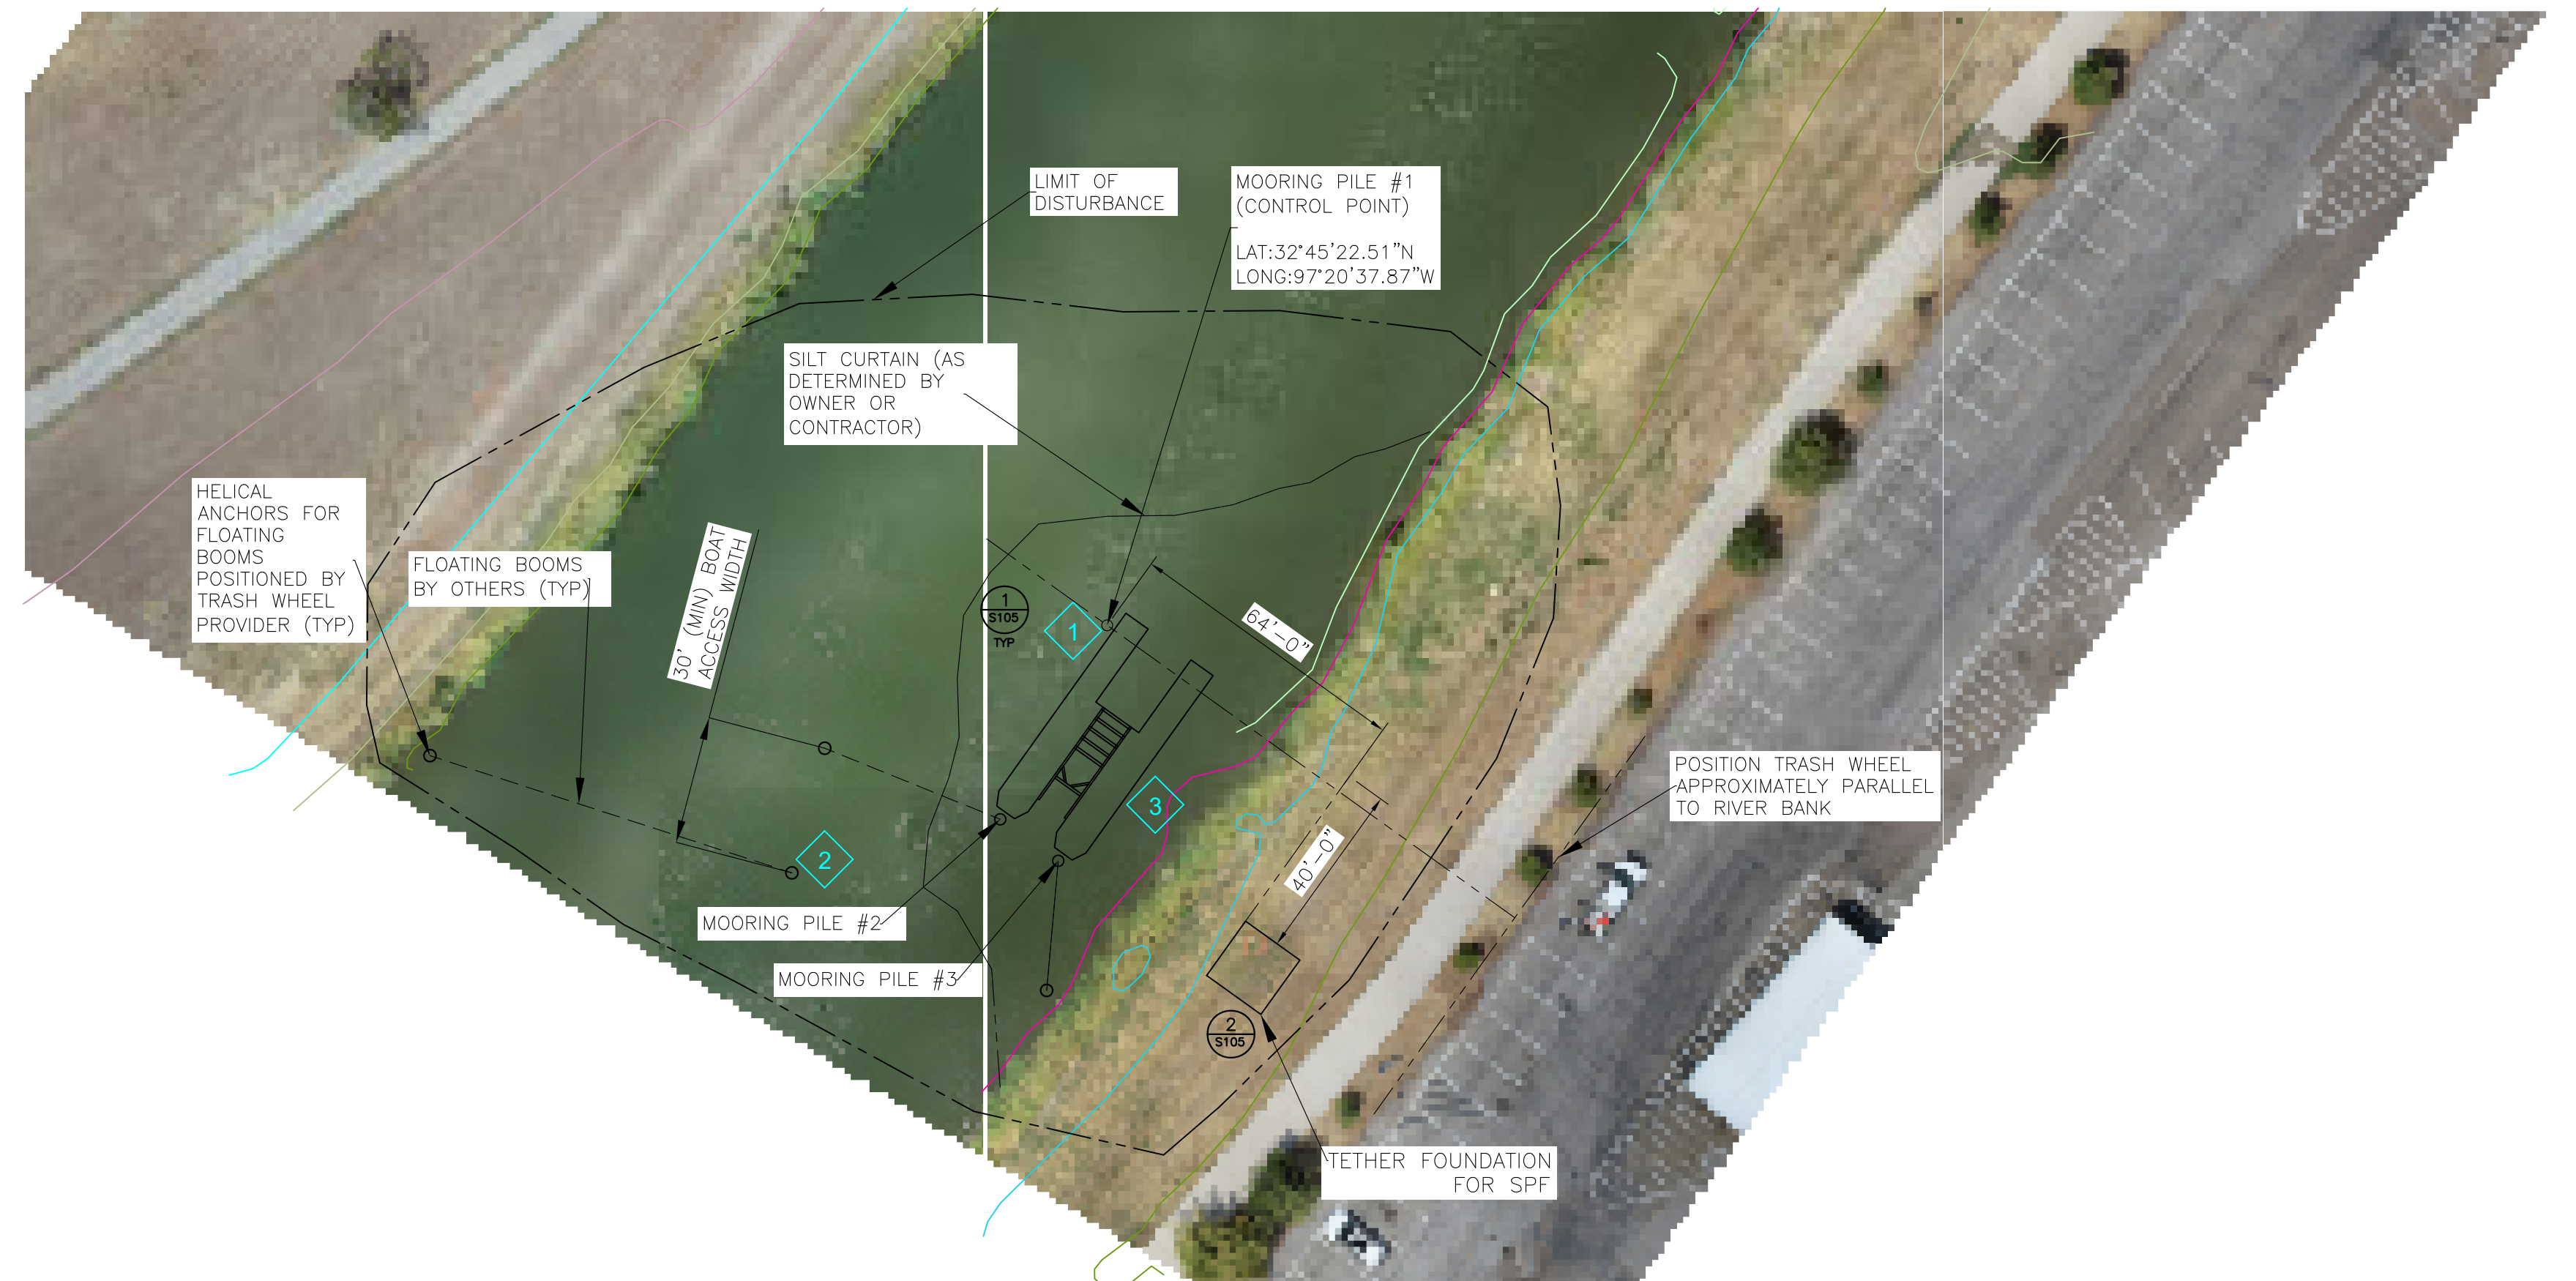 LIMIT OF
DISTURBANCE
MOORING PILE #1
(CONTROL POINT)
LAT:32°45'22.51"N
LONG:97°20'37.87"W
SILT CURTAIN (AS
DETERMINED BY
OWNER OR
CONTRACTOR)
HELICAL
ANCHORS FOR
FLOATING
BOOMS
POSITIONED BY
TRASH WHEEL
PROVIDER (TYP)
FLOATING BOOMS
BY OTHERS (TYP)
30' (MIN) BOAT
ACCESS WIDTH
1
S105
TYP
1
64'-0"
2
3
40'-0"
POSITION TRASH WHEEL
APPROXIMATELY PARALLEL
TO RIVER BANK
MOORING PILE #2
MOORING PILE #3
2
S105
TETHER FOUNDATION
FOR SPF